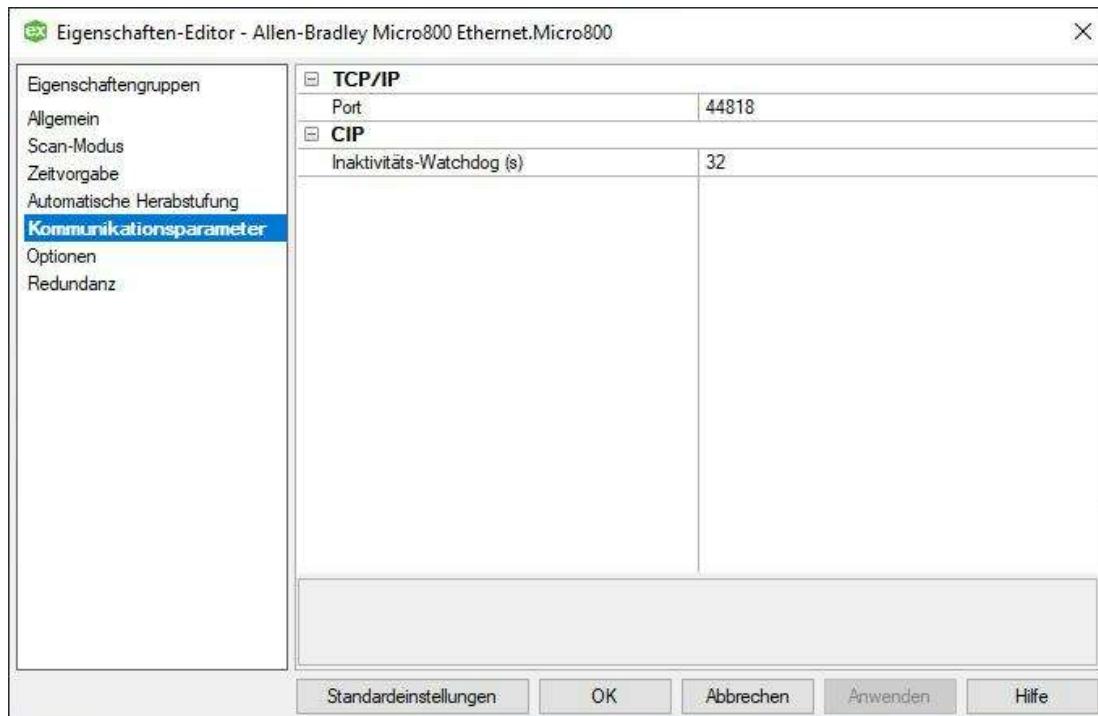 Eigenschaften-Editor - Allen-Bradley Micro800 Ethernet.Micro800
Eigenschaftengruppen
Allgemein
Scan-Modus
Zeitvorgabe
Automatische Herabstufung
Kommunikationsparameter
Optionen
Redundanz
TCP/IP
Port 44818
CIP
Inaktivitäts-Watchdog (s) 32
Standardeinstellungen OK Abbrechen Anwenden Hilfe